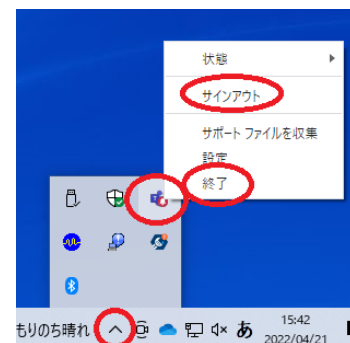 状態
サインアウト
サポート ファイルを収集
設定
終了
もりのち晴れ
あ
15:42
2022/04/21